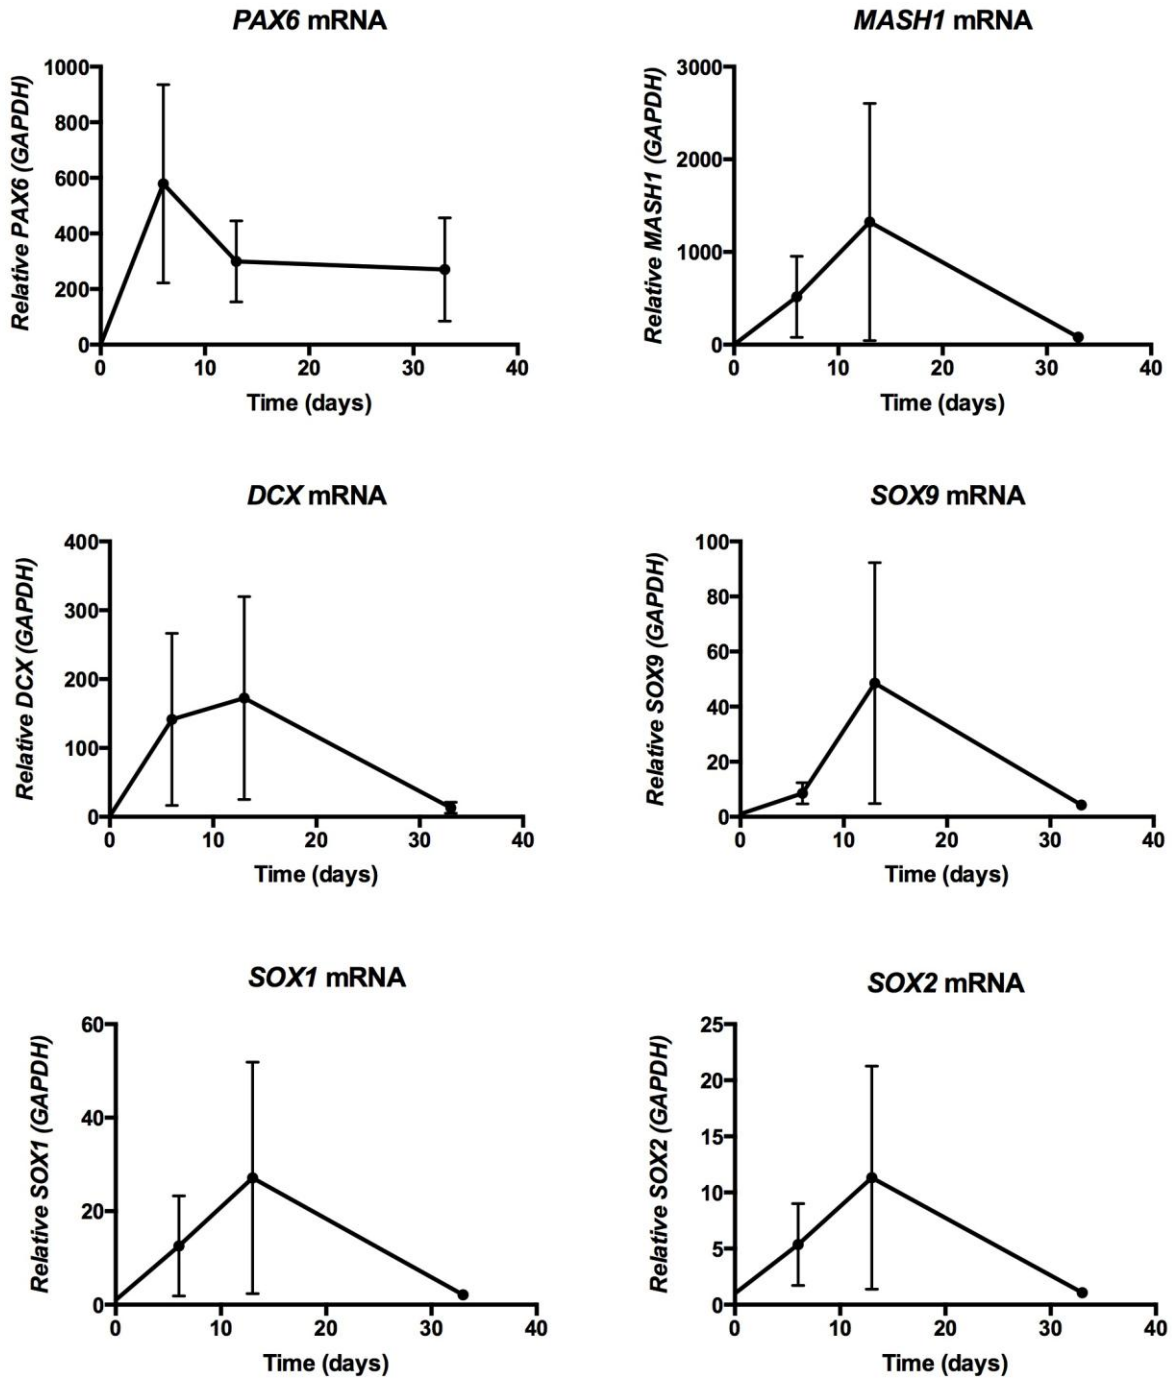 PAX6 mRNA
Relative PAX6 (GAPDH)
1000
800
600
400
200
0
0 10 20 30 40
Time (days)
MASH1 mRNA
Relative MASH1 (GAPDH)
3000
2000
1000
0
0 10 20 30 40
Time (days)
DCX mRNA
Relative DCX (GAPDH)
400
300
200
100
0
0 10 20 30 40
Time (days)
SOX9 mRNA
Relative SOX9 (GAPDH)
100
80
60
40
20
0
0 10 20 30 40
Time (days)
SOX1 mRNA
Relative SOX1 (GAPDH)
60
40
20
0
0 10 20 30 40
Time (days)
SOX2 mRNA
Relative SOX2 (GAPDH)
25
20
15
10
5
0
0 10 20 30 40
Time (days)